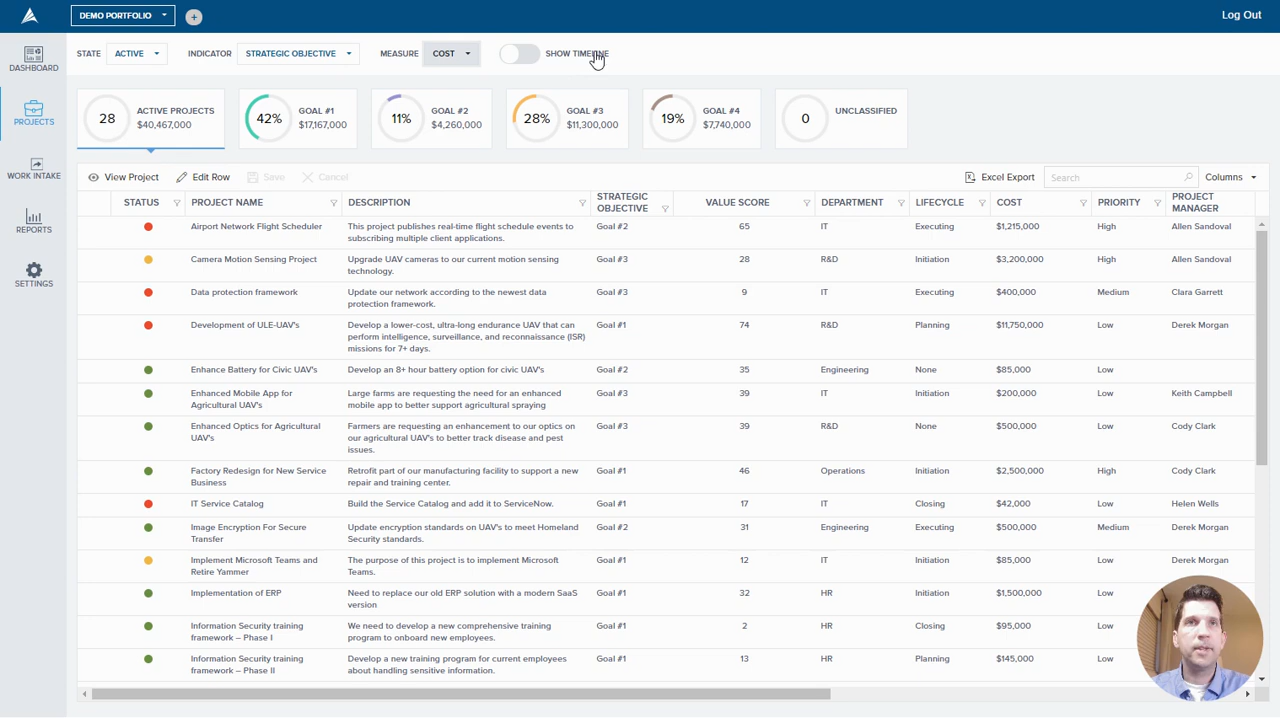 DEMO PORTFOLIO
Log Out
DASHBOARD
PROJECTS
WORK INTAKE
REPORTS
SETTINGS
STATE ACTIVE INDICATOR STRATEGIC OBJECTIVE MEASURE COST SHOW TIMELINE
28 ACTIVE PROJECTS
$40,467,000
42% GOAL #1
$17,167,000
11% GOAL #2
$4,260,000
28% GOAL #3
$11,300,000
19% GOAL #4
$7,740,000
0 UNCLASSIFIED
View Project Edit Row Save Cancel Excel Export Search Columns
STATUS PROJECT NAME DESCRIPTION STRATEGIC OBJECTIVE VALUE SCORE DEPARTMENT LIFECYCLE COST PRIORITY PROJECT MANAGER
Airport Network Flight Scheduler This project publishes real-time flight schedule events to Goal #2 65 IT Executing $1,215,000 High Allen Sandoval
subscribing multiple client applications.
Camera Motion Sensing Project Upgrade UAV cameras to our current motion sensing Goal #3 28 R&D Initiation $3,200,000 High Allen Sandoval
technology.
Data protection framework Update our network according to the newest data Goal #3 9 IT Executing $400,000 Medium Clara Garrett
protection framework.
Development of ULE-UAV's Develop a lower-cost, ultra-long endurance UAV that can Goal #1 74 R&D Planning $11,750,000 Low Derek Morgan
perform intelligence, surveillance, and reconnaissance (ISR)
missions for 7+ days.
Enhance Battery for Civic UAV's Develop an 8+ hour battery option for civic UAV's Goal #2 35 Engineering None $85,000 Low
Enhanced Mobile App for Large farms are requesting the need for an enhanced Goal #3 39 IT Initiation $200,000 Low Keith Campbell
Agricultural UAV's mobile app to better support agricultural spraying
Enhanced Optics for Agricultural Farmers are requesting an enhancement to our optics on Goal #3 39 R&D None $500,000 Low Cody Clark
UAV's our agricultural UAV's to better track disease and pest
issues.
Factory Redesign for New Service Retrofit part of our manufacturing facility to support a new Goal #1 46 Operations Initiation $2,500,000 High Cody Clark
Business repair and training center.
IT Service Catalog Build the Service Catalog and add it to ServiceNow. Goal #1 17 IT Closing $42,000 Low Helen Wells
Image Encryption For Secure Update encryption standards on UAV's to meet Homeland Goal #2 31 Engineering Executing $500,000 Medium Derek Morgan
Transfer Security standards.
Implement Microsoft Teams and The purpose of this project is to implement Microsoft Goal #1 12 IT Initiation $85,000 Low Derek Morgan
Retire Yammer Teams.
Implementation of ERP Need to replace our old ERP solution with a modern SaaS Goal #1 32 HR Initiation $1,500,000 Low
version
Information Security training We need to develop a new comprehensive training Goal #1 2 HR Closing $95,000 Low
framework – Phase I program to onboard new employees.
Information Security training Develop a new training program for current employees Goal #1 13 HR Planning $145,000 Low
framework – Phase II about handling sensitive information.